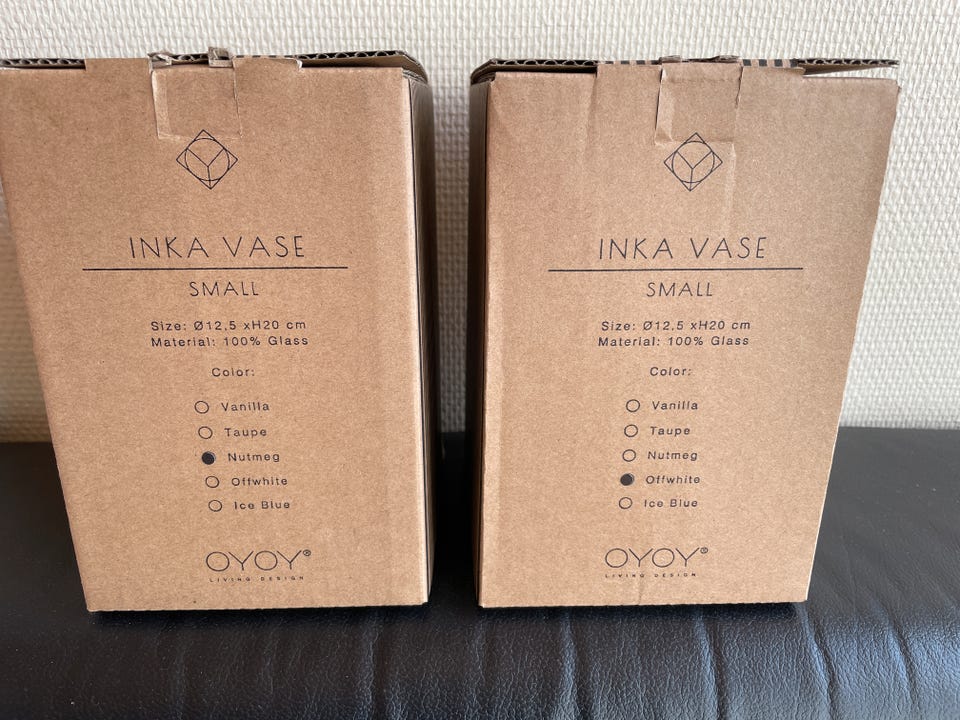 INKA VASE
SMALL
Size: Ø12,5 xH20 cm
Material: 100% Glass
Color:
Vanilla
Taupe
Nutmeg
Offwhite
Ice Blue
OYOY®
LIVING DESIGN
INKA VASE
SMALL
Size: Ø12,5 xH20 cm
Material: 100% Glass
Color:
Vanilla
Taupe
Nutmeg
Offwhite
Ice Blue
OYOY®
LIVING DESIGN